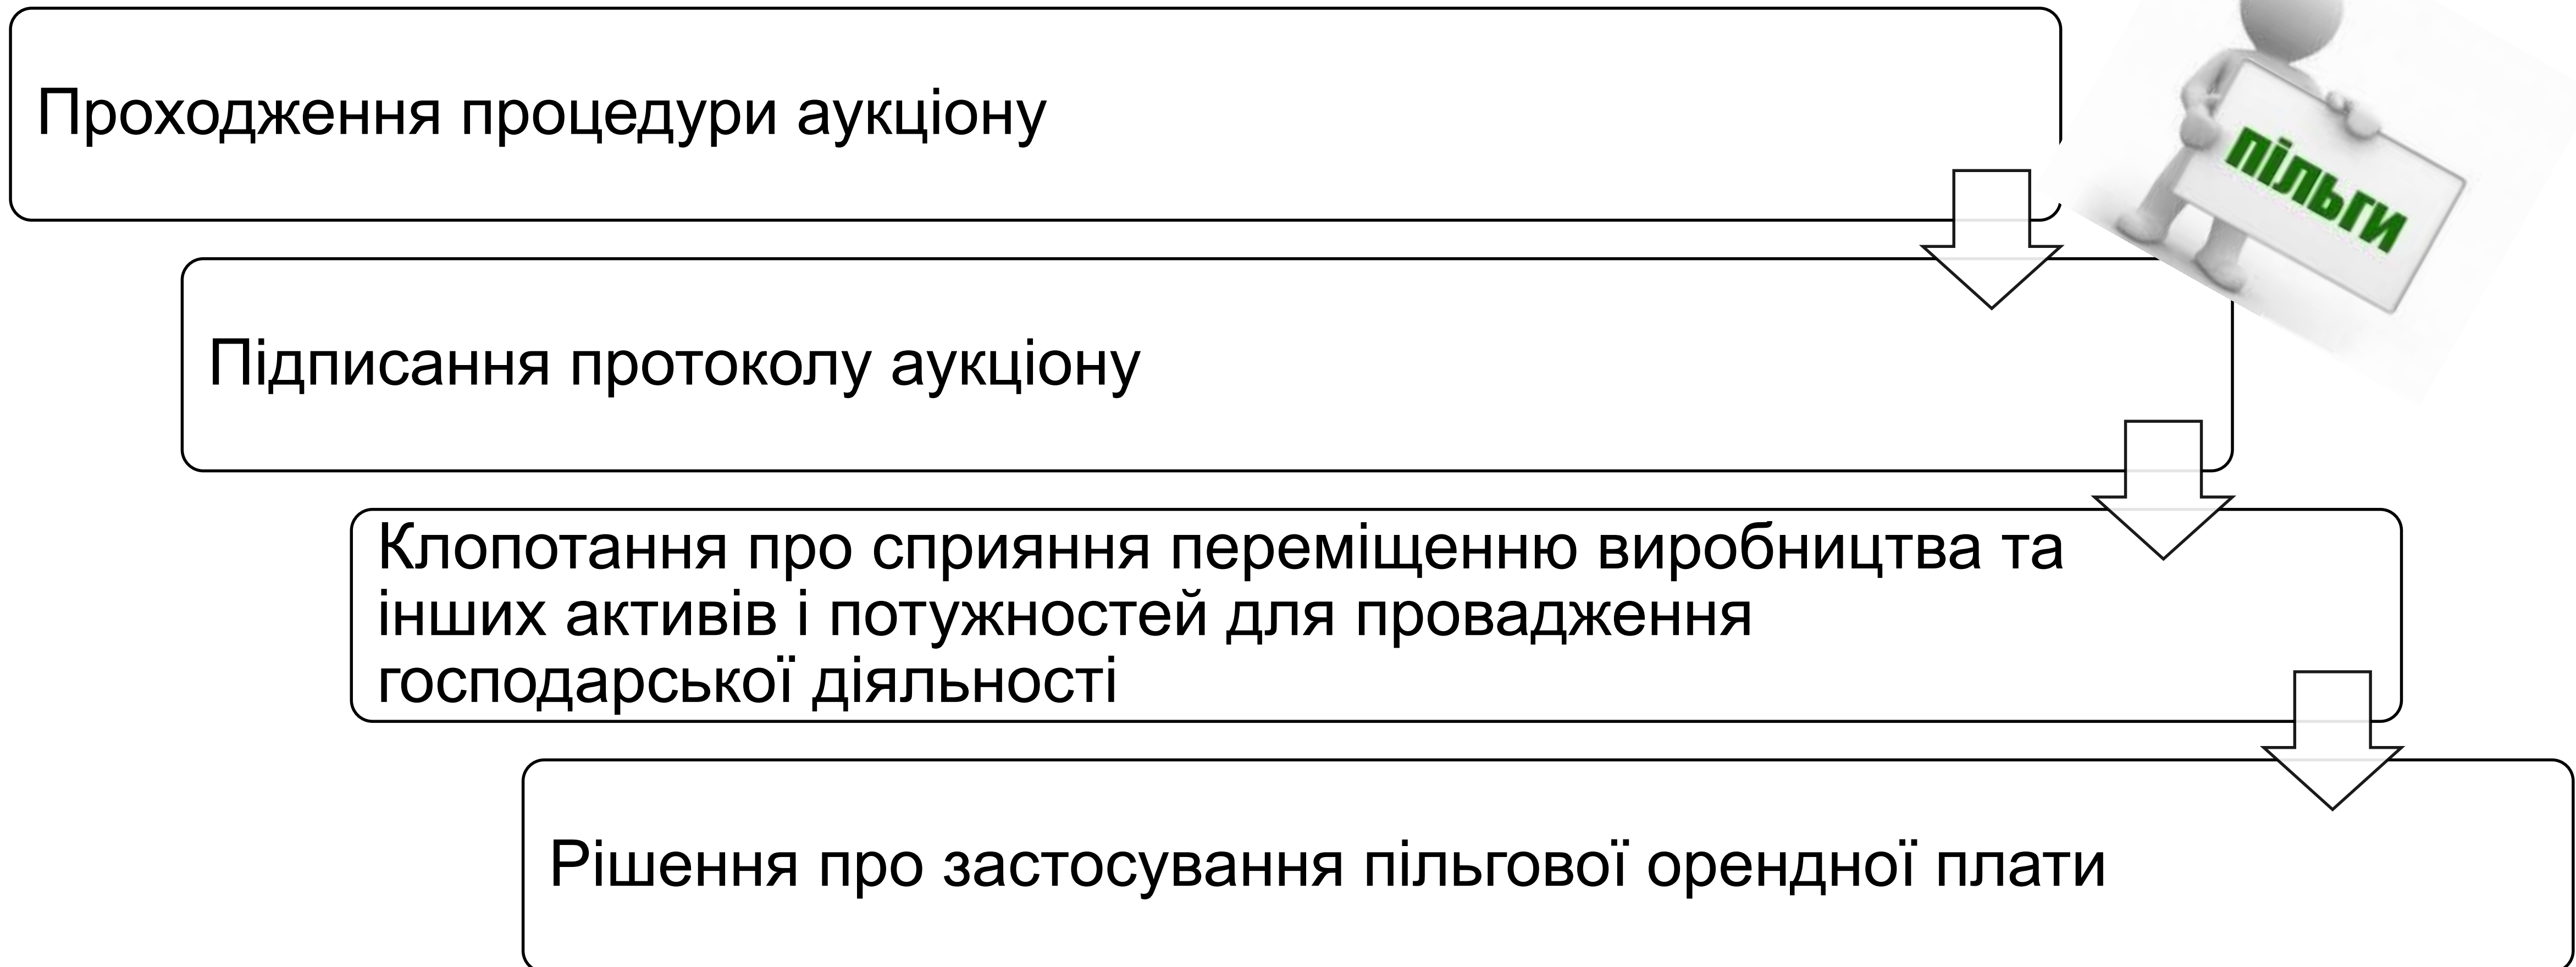 Проходження процедури аукціону
пільги
Підписання протоколу аукціону
Клопотання про сприяння переміщенню виробництва та
інших активів і потужностей для провадження
господарської діяльності
Рішення про застосування пільгової орендної плати